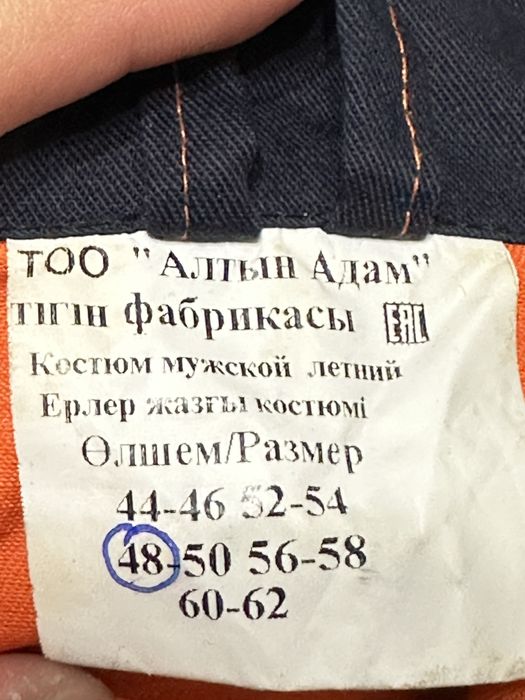 ТОО "Алтын Адам"
тігін фабрикасы EAC
Костюм мужской летний
Ерлер жазғы костюмі
Өлшем/Размер
44-46 52-54
48-50 56-58
60-62